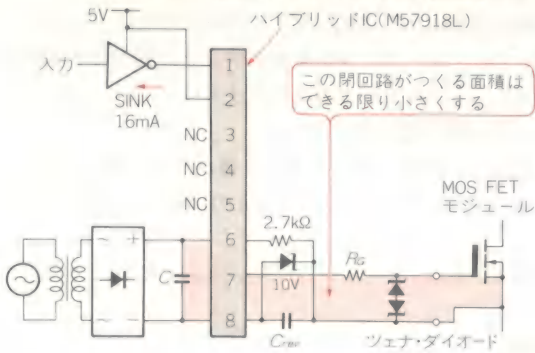 5V
ハイブリッドIC(M57918L)
入力
SINK
16mA
この閉回路がつくる面積は
できる限り小さくする
1
2
NC 3
NC 4
NC 5
6
7
8
2.7kΩ
10V
Crev
RG
C
− +
− −
MOS FET
モジュール
ツェナ・ダイオード